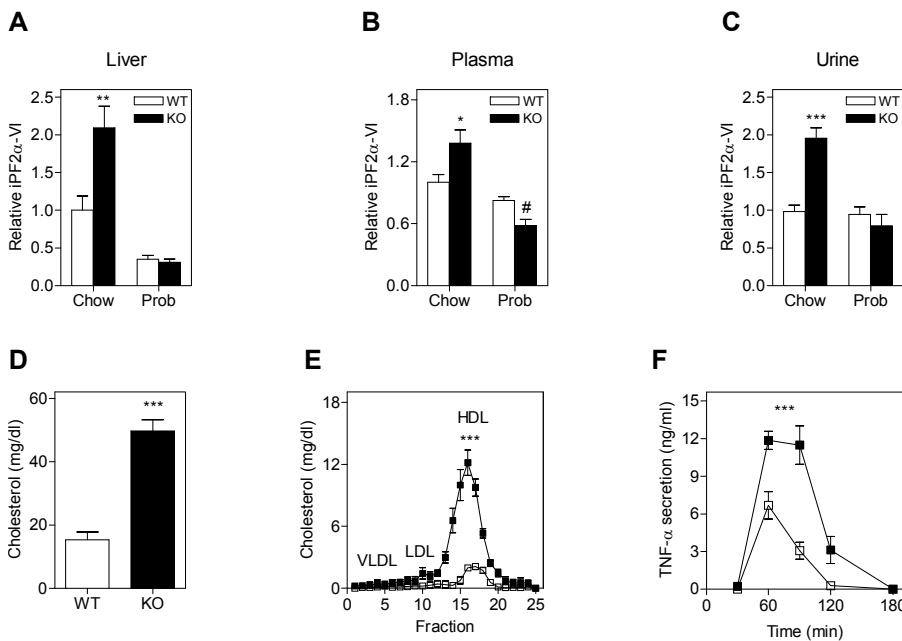 A
Liver
Relative iPF2α-VI
2.5
2.0
1.5
1.0
0.5
0.0
**
WT
KO
Chow
Prob
B
Plasma
Relative iPF2α-VI
1.8
1.2
0.6
0.0
*
#
WT
KO
Chow
Prob
C
Urine
Relative iPF2α-VI
2.5
2.0
1.5
1.0
0.5
0.0
***
WT
KO
Chow
Prob
D
Cholesterol (mg/dl)
60
40
20
0
***
WT
KO
E
Cholesterol (mg/dl)
18
12
6
0
HDL
***
VLDL
LDL
0
5
10
15
20
25
Fraction
F
TNF-α secretion (ng/ml)
15
12
9
6
3
0
***
0
60
120
180
Time (min)